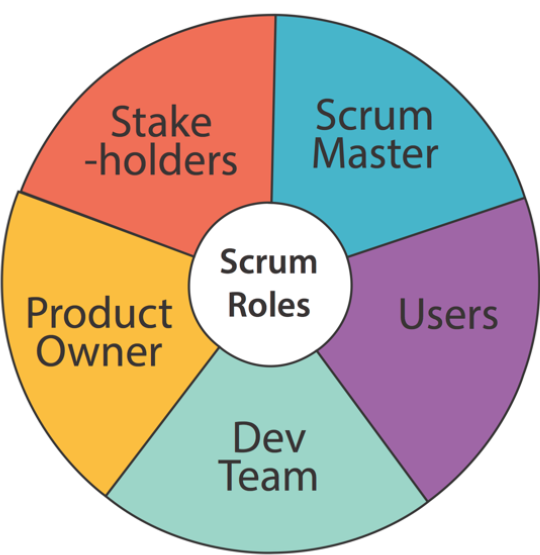 Stake
-holders
Scrum
Master
Scrum
Roles
Product
Owner
Users
Dev
Team